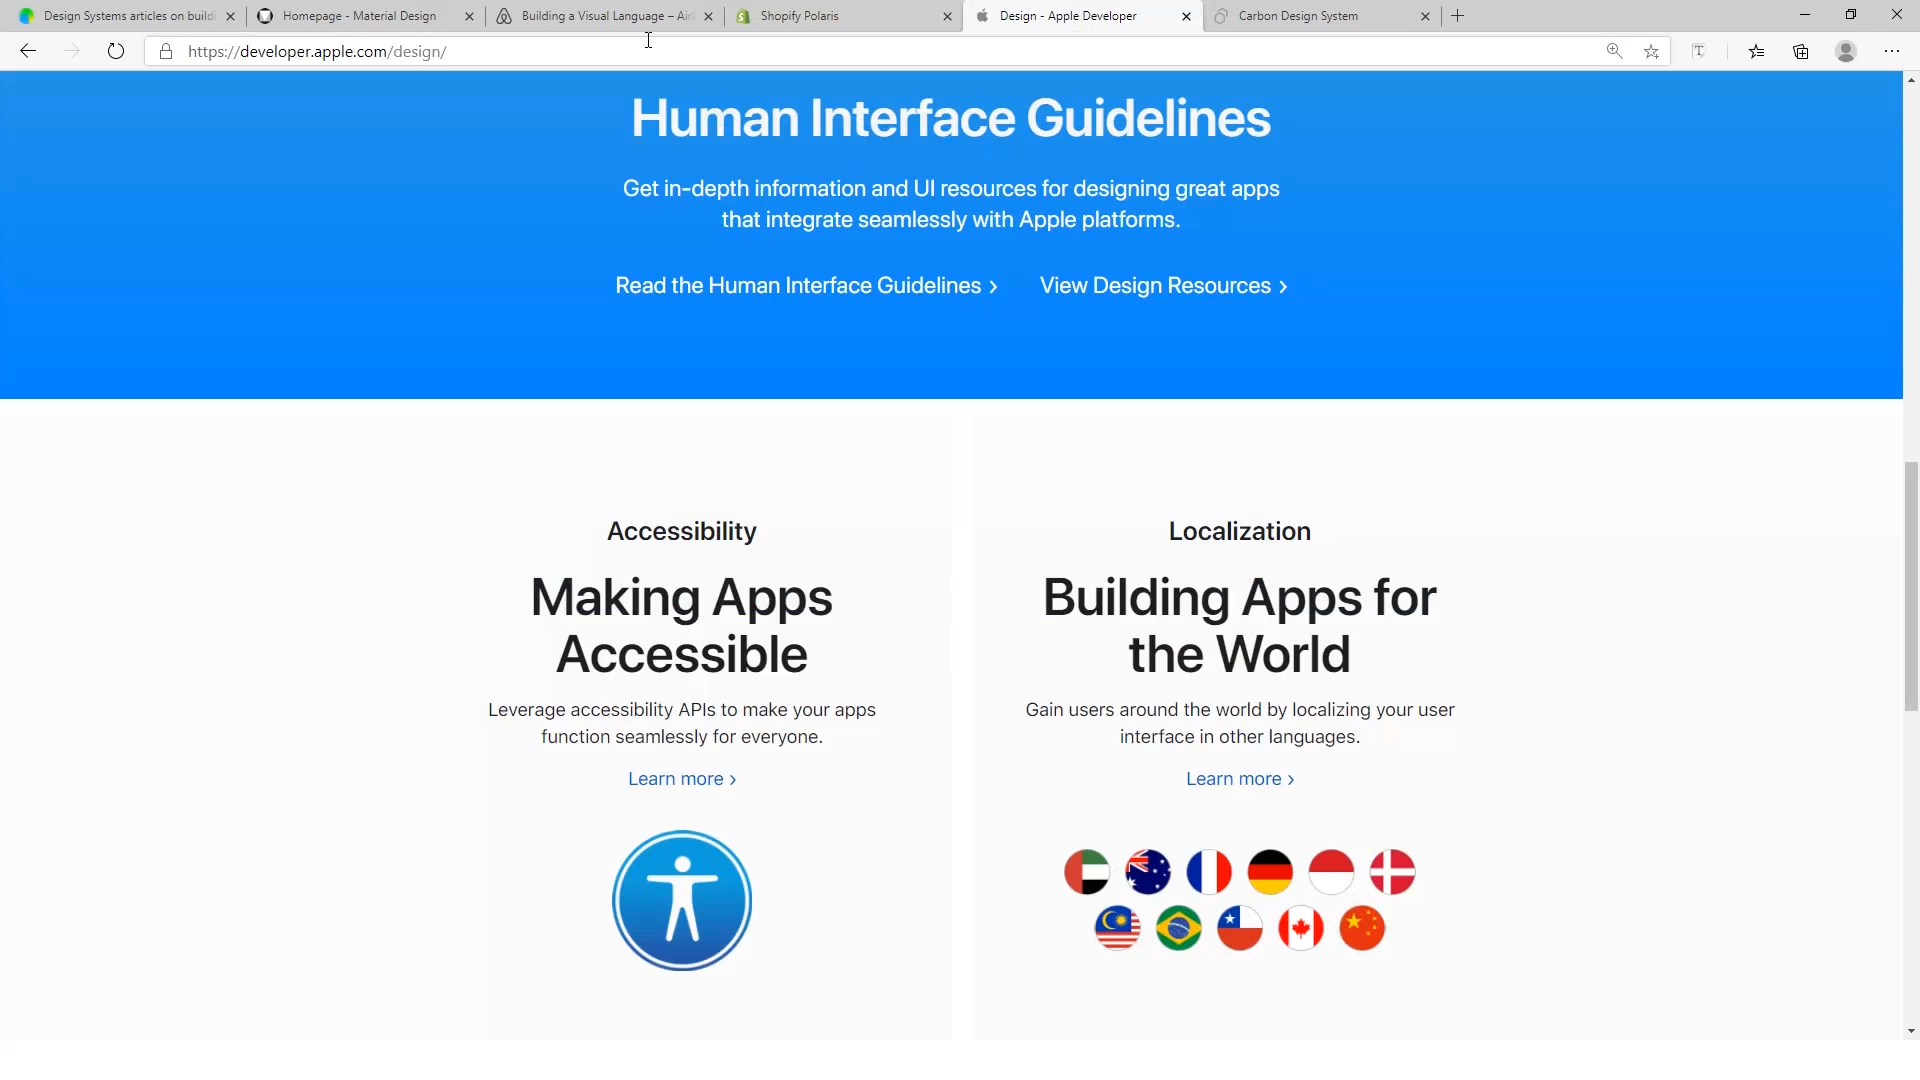 Design Systems articles on buildi
Homepage - Material Design
Building a Visual Language – Air
Shopify Polaris
Design - Apple Developer
Carbon Design System
https://developer.apple.com/design/
Human Interface Guidelines
Get in-depth information and UI resources for designing great apps
that integrate seamlessly with Apple platforms.
Read the Human Interface Guidelines ›
View Design Resources ›
Accessibility
Making Apps
Accessible
Leverage accessibility APIs to make your apps
function seamlessly for everyone.
Learn more ›
Localization
Building Apps for
the World
Gain users around the world by localizing your user
interface in other languages.
Learn more ›